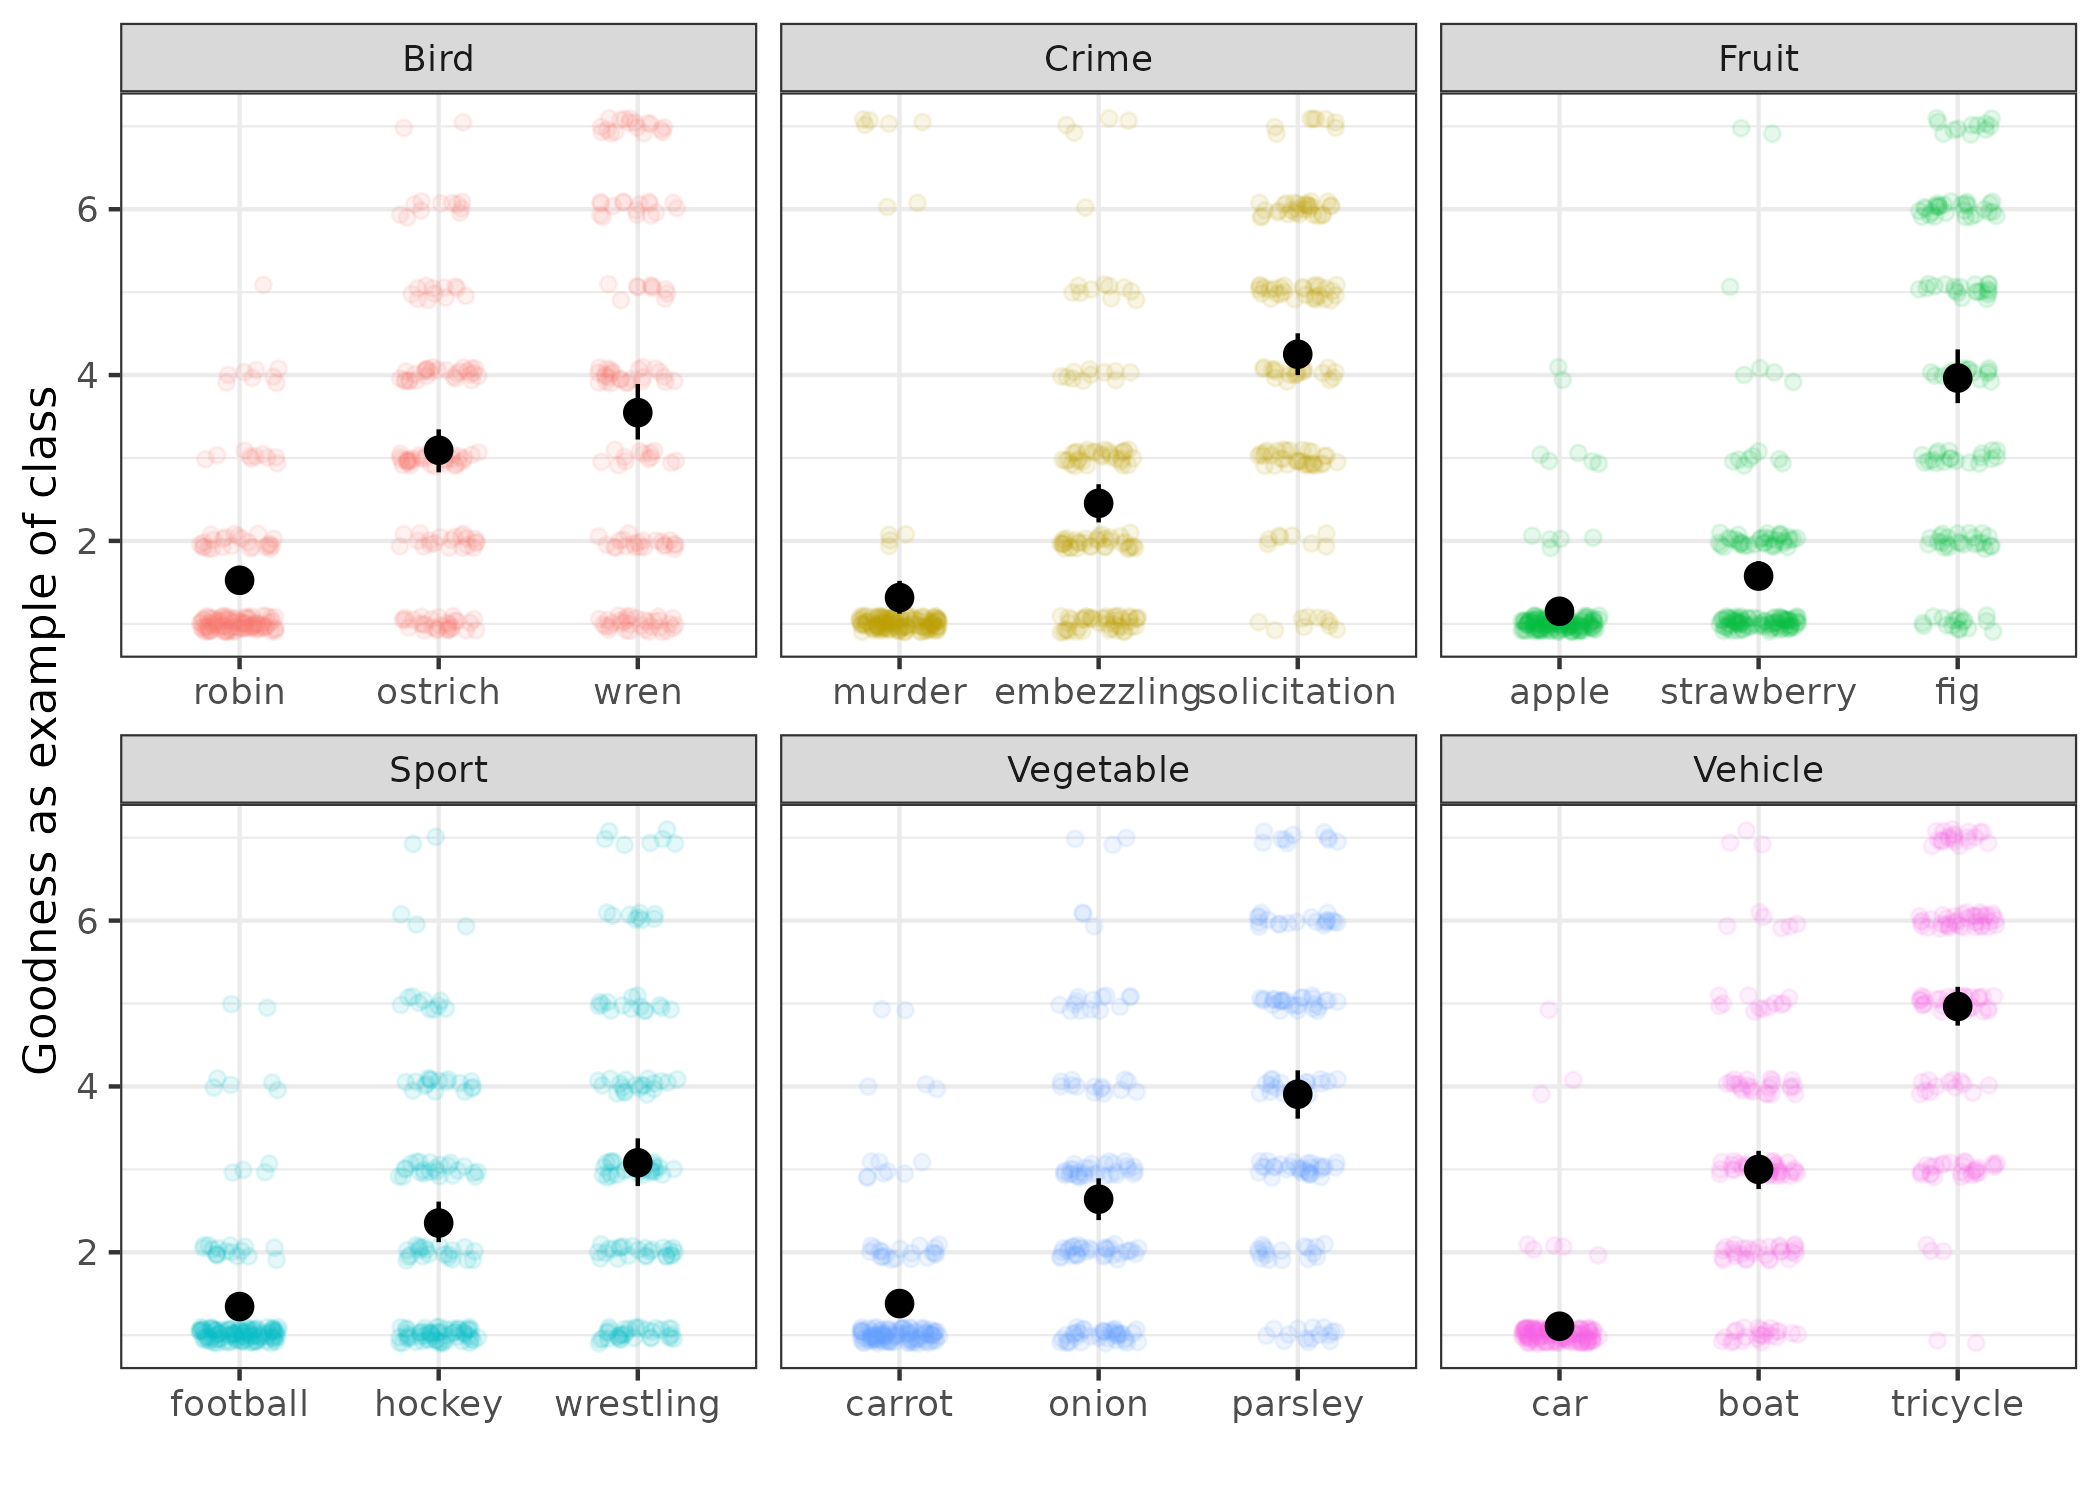 Goodness as example of class
Bird
Crime
Fruit
6
4
2
robin ostrich wren
murder embezzling solicitation
apple strawberry fig
Sport
Vegetable
Vehicle
6
4
2
football hockey wrestling
carrot onion parsley
car boat tricycle